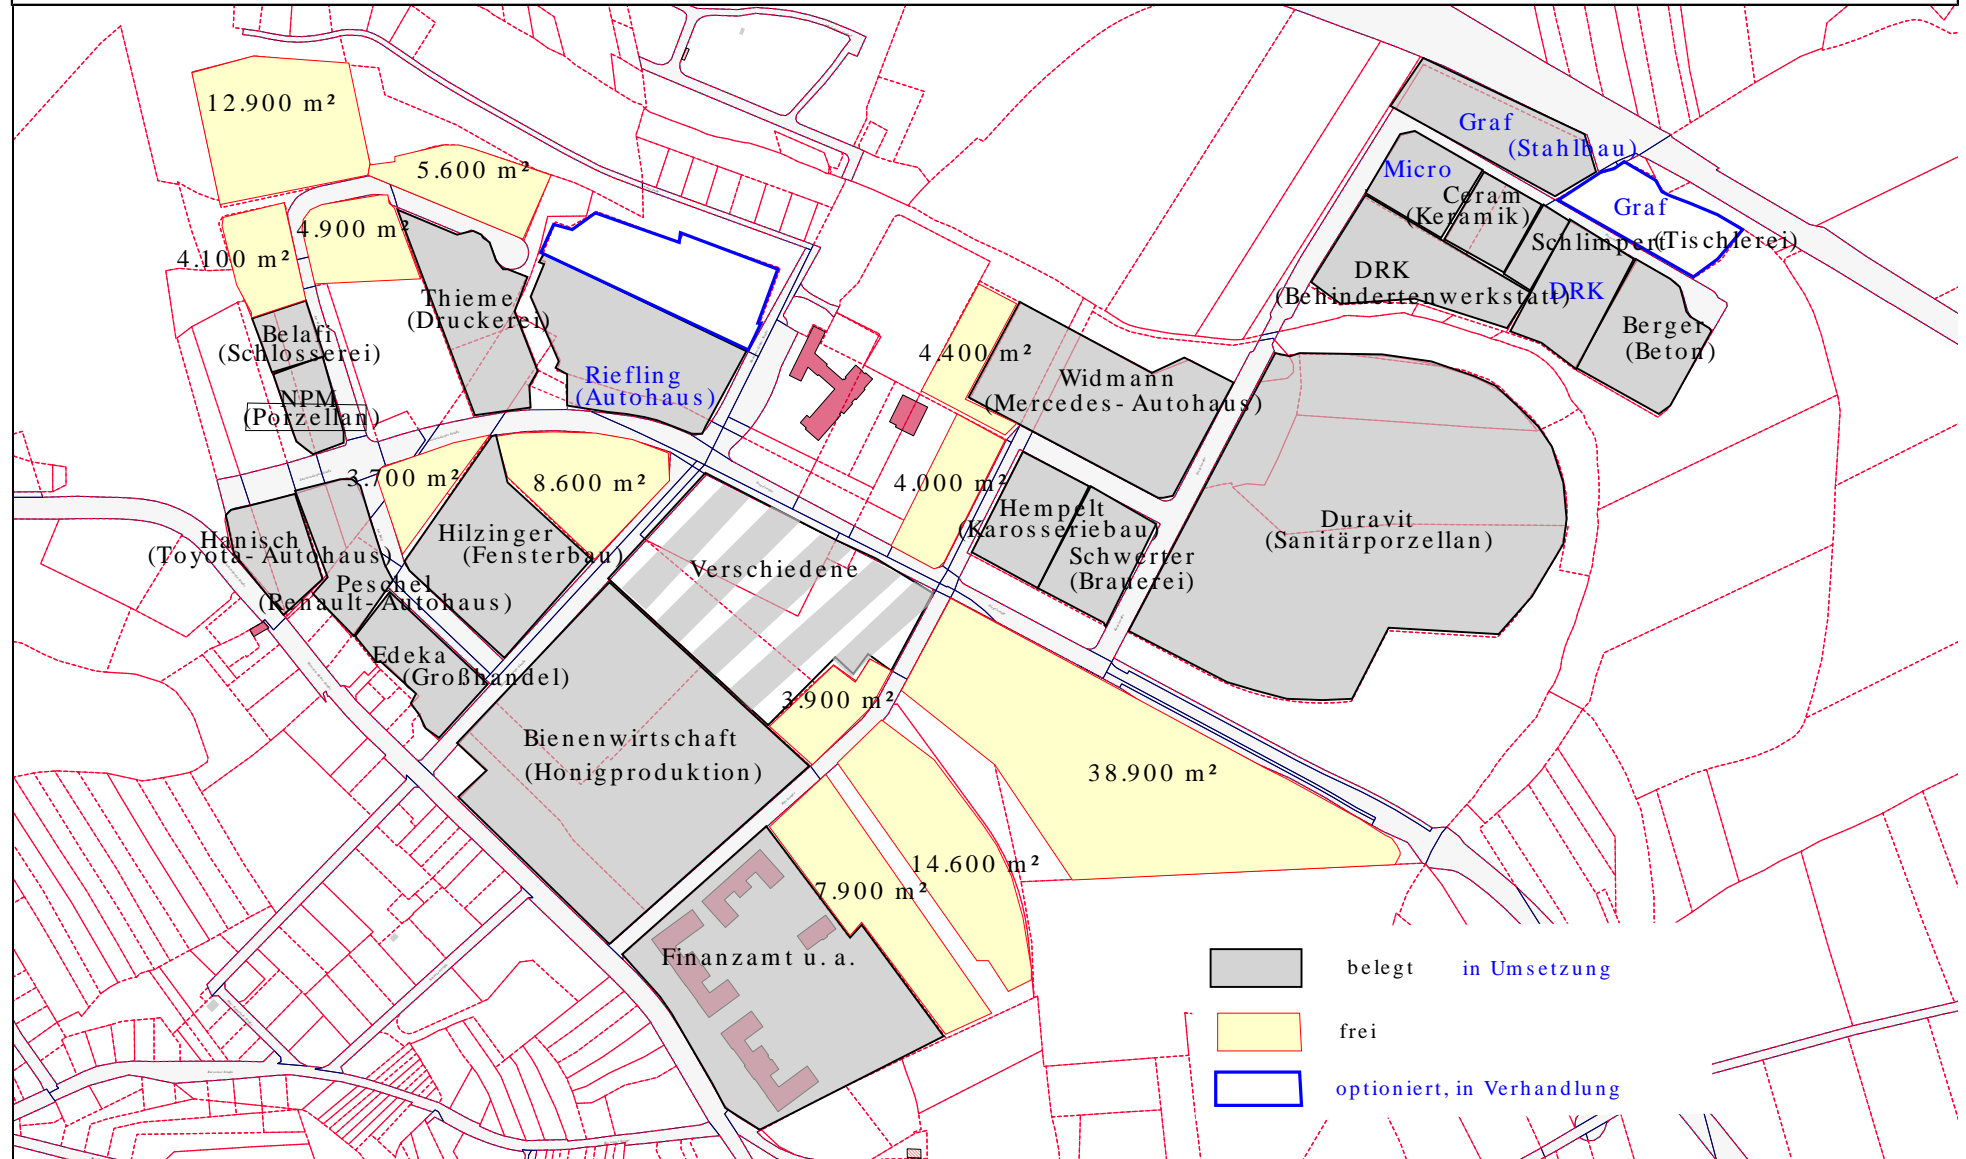 12.900 m²
5.600 m²
4.900 m²
4.100 m²
Thieme
(Druckerei)
Belafi
(Schlosserei)
NPM
(Porzellan)
Riefling
(Autohaus)
3.700 m²
8.600 m²
Hanisch
(Toyota- Autohaus)
Peschel
(Renault- Autohaus)
Hilzinger
(Fensterbau)
Edeka
(Großhandel)
Verschiedene
Bienenwirtschaft
(Honigproduktion)
3.900 m²
Finanzamt u. a.
7.900 m²
14.600 m²
38.900 m²
4.400 m²
4.000 m²
Widmann
(Mercedes- Autohaus)
Hempelt
(Karosseriebau)
Schwerter
(Brauerei)
Duravit
(Sanitärporzellan)
Graf
(Stahlbau)
Micro
Ceram
(Keramik)
Graf
(Tischlerei)
Schlimpert
DRK
(Behindertenwerkstatt)
DRK
Berger
(Beton)
belegt in Umsetzung
frei
optioniert, in Verhandlung